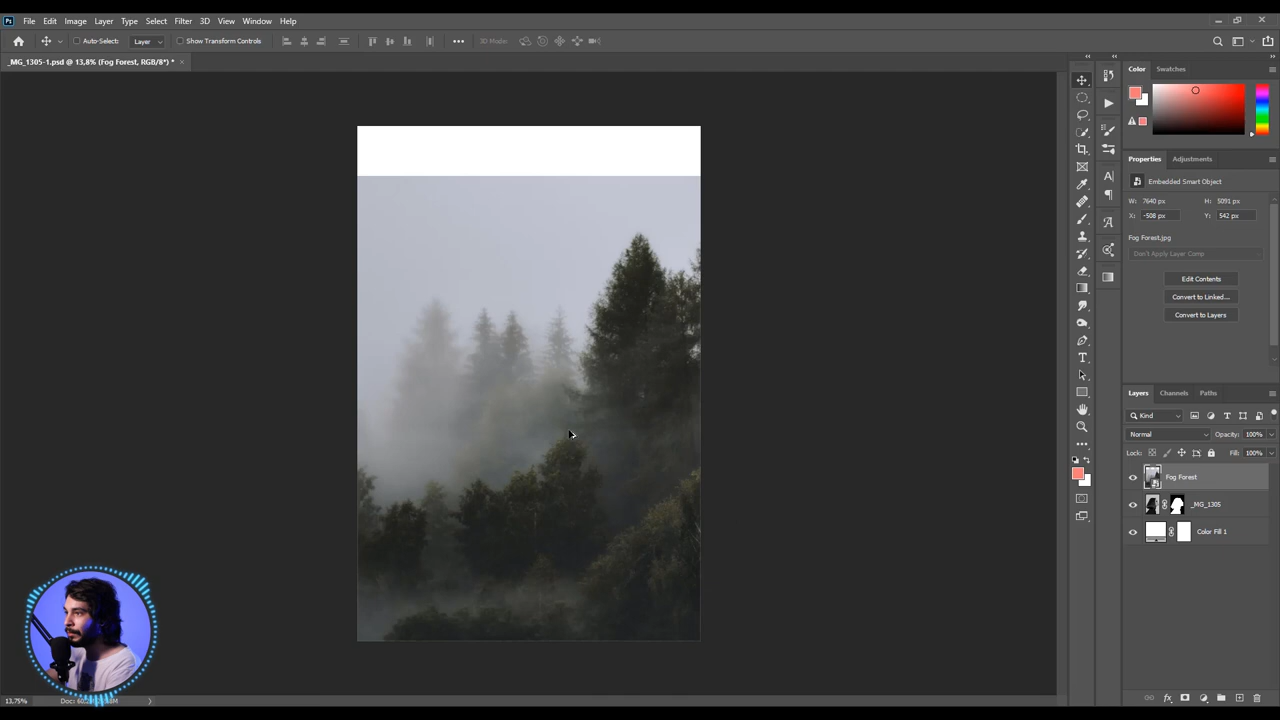 Ps File Edit Image Layer Type Select Filter 3D View Window Help
Auto-Select: Layer Show Transform Controls 3D Mode:
_MG_1305-1.psd @ 13,8% (Fog Forest, RGB/8*) * ×
Color Swatches
Properties Adjustments
Embedded Smart Object
W: 7640 px H: 5091 px
X: -508 px Y: 542 px
Fog Forest.jpg
Don't Apply Layer Comp
Edit Contents
Convert to Linked...
Convert to Layers
Layers Channels Paths
Kind
Normal Opacity: 100%
Lock: Fill: 100%
Fog Forest
_MG_1305
Color Fill 1
13,75%